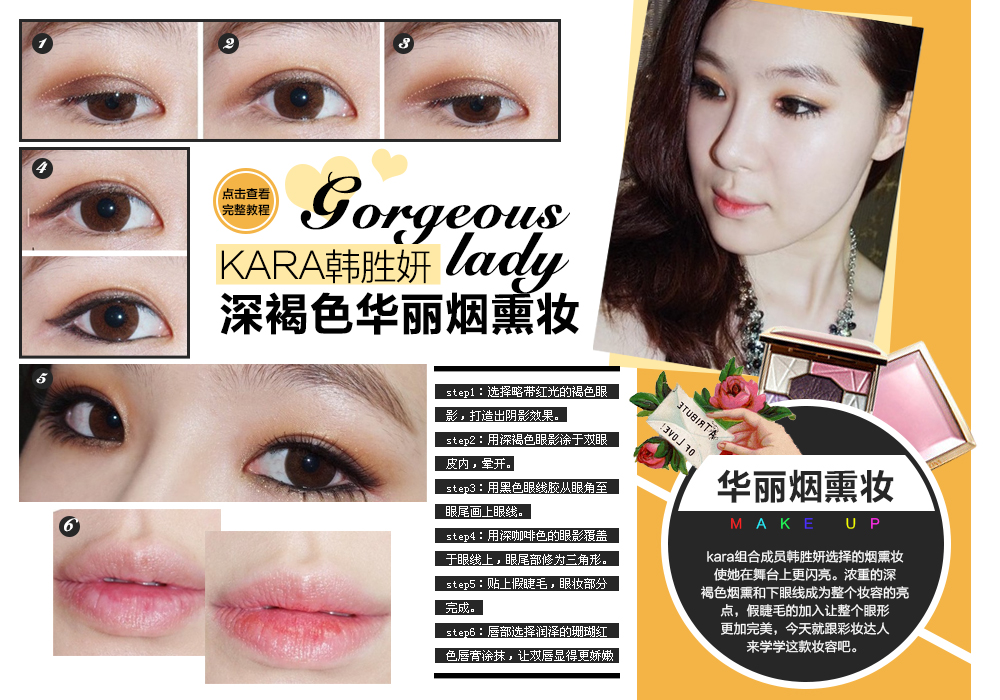 1
2
3
4
点击查看
完整教程
Gorgeous
lady
KARA韩胜妍
深褐色华丽烟熏妆
5
6
step1：选择略带红光的褐色眼
影，打造出阴影效果。
step2：用深褐色眼影涂于双眼
皮内，晕开。
step3：用黑色眼线胶从眼角至
眼尾画上眼线。
step4：用深咖啡色的眼影覆盖
于眼线上，眼尾部修为三角形。
step5：贴上假睫毛，眼妆部分
完成。
step6：唇部选择润泽的珊瑚红
色唇膏涂抹，让双唇显得更娇嫩
ATRIBUTE
OF LOVE!
华丽烟熏妆
MAKE UP
kara组合成员韩胜妍选择的烟熏妆
使她在舞台上更闪亮。浓重的深
褐色烟熏和下眼线成为整个妆容的亮
点，假睫毛的加入让整个眼形
更加完美，今天就跟彩妆达人
来学学这款妆容吧。